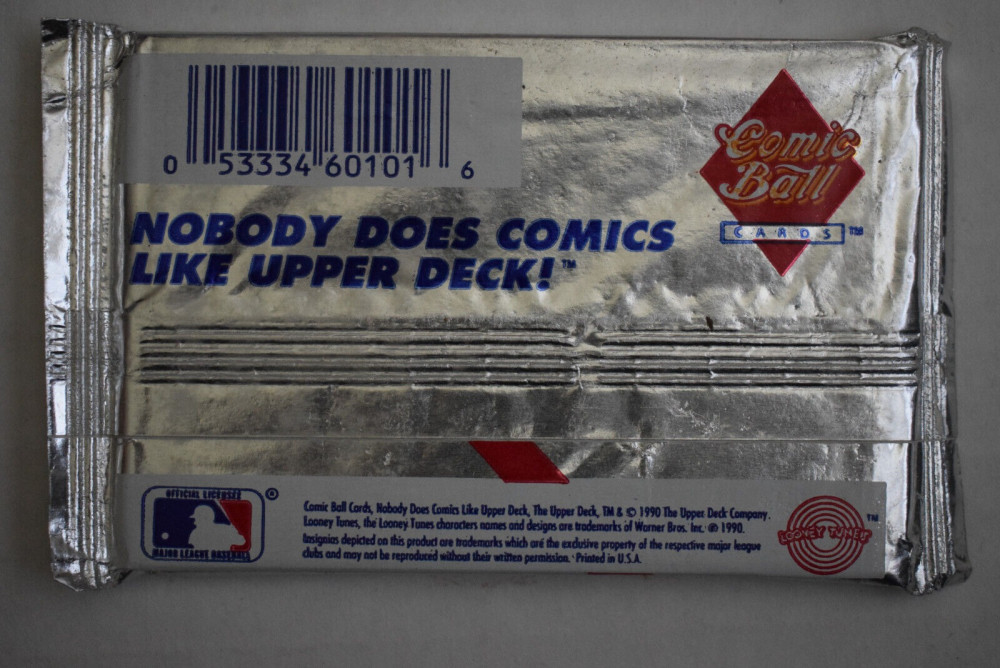 0 53334 60101 6
Comic
Ball
CARDS TM
NOBODY DOES COMICS
LIKE UPPER DECK!™
OFFICIAL LICENSEE ®
MAJOR LEAGUE BASEBALL
Comic Ball Cards, Nobody Does Comics Like Upper Deck, The Upper Deck, TM & © 1990 The Upper Deck Company.
Looney Tunes, the Looney Tunes characters names and designs are trademarks of Warner Bros. Inc. © 1990.
Insignias depicted on this product are trademarks which are the exclusive property of the respective major league
clubs and may not be reproduced without their written permission. Printed in U.S.A.
LOONEY TUNES TM